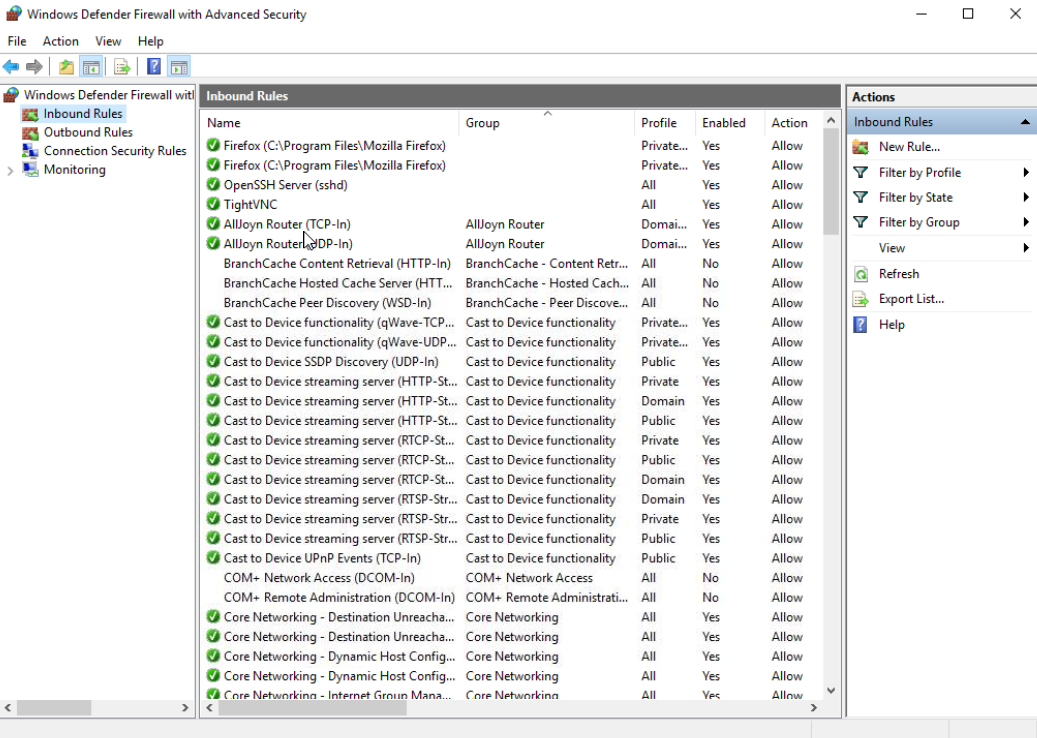 Windows Defender Firewall with Advanced Security
File Action View Help
Windows Defender Firewall with
Inbound Rules
Outbound Rules
Connection Security Rules
Monitoring
Inbound Rules
Name Group Profile Enabled Action
Firefox (C:\Program Files\Mozilla Firefox) Private... Yes Allow
Firefox (C:\Program Files\Mozilla Firefox) Private... Yes Allow
OpenSSH Server (sshd) All Yes Allow
TightVNC All Yes Allow
AllJoyn Router (TCP-In) AllJoyn Router Domai... Yes Allow
AllJoyn Router DP-In) AllJoyn Router Domai... Yes Allow
BranchCache Content Retrieval (HTTP-In) BranchCache - Content Retr... All No Allow
BranchCache Hosted Cache Server (HTT... BranchCache - Hosted Cach... All No Allow
BranchCache Peer Discovery (WSD-In) BranchCache - Peer Discove... All No Allow
Cast to Device functionality (qWave-TCP... Cast to Device functionality Private... Yes Allow
Cast to Device functionality (qWave-UDP... Cast to Device functionality Private... Yes Allow
Cast to Device SSDP Discovery (UDP-In) Cast to Device functionality Public Yes Allow
Cast to Device streaming server (HTTP-St... Cast to Device functionality Private Yes Allow
Cast to Device streaming server (HTTP-St... Cast to Device functionality Domain Yes Allow
Cast to Device streaming server (HTTP-St... Cast to Device functionality Public Yes Allow
Cast to Device streaming server (RTCP-St... Cast to Device functionality Private Yes Allow
Cast to Device streaming server (RTCP-St... Cast to Device functionality Public Yes Allow
Cast to Device streaming server (RTCP-St... Cast to Device functionality Domain Yes Allow
Cast to Device streaming server (RTSP-Str... Cast to Device functionality Domain Yes Allow
Cast to Device streaming server (RTSP-Str... Cast to Device functionality Private Yes Allow
Cast to Device streaming server (RTSP-Str... Cast to Device functionality Public Yes Allow
Cast to Device UPnP Events (TCP-In) Cast to Device functionality Public Yes Allow
COM+ Network Access (DCOM-In) COM+ Network Access All No Allow
COM+ Remote Administration (DCOM-In) COM+ Remote Administrati... All No Allow
Core Networking - Destination Unreacha... Core Networking All Yes Allow
Core Networking - Destination Unreacha... Core Networking All Yes Allow
Core Networking - Dynamic Host Config... Core Networking All Yes Allow
Core Networking - Dynamic Host Config... Core Networking All Yes Allow
Core Networking - Internet Group Mana... Core Networking All Yes Allow
Actions
Inbound Rules
New Rule...
Filter by Profile
Filter by State
Filter by Group
View
Refresh
Export List...
Help